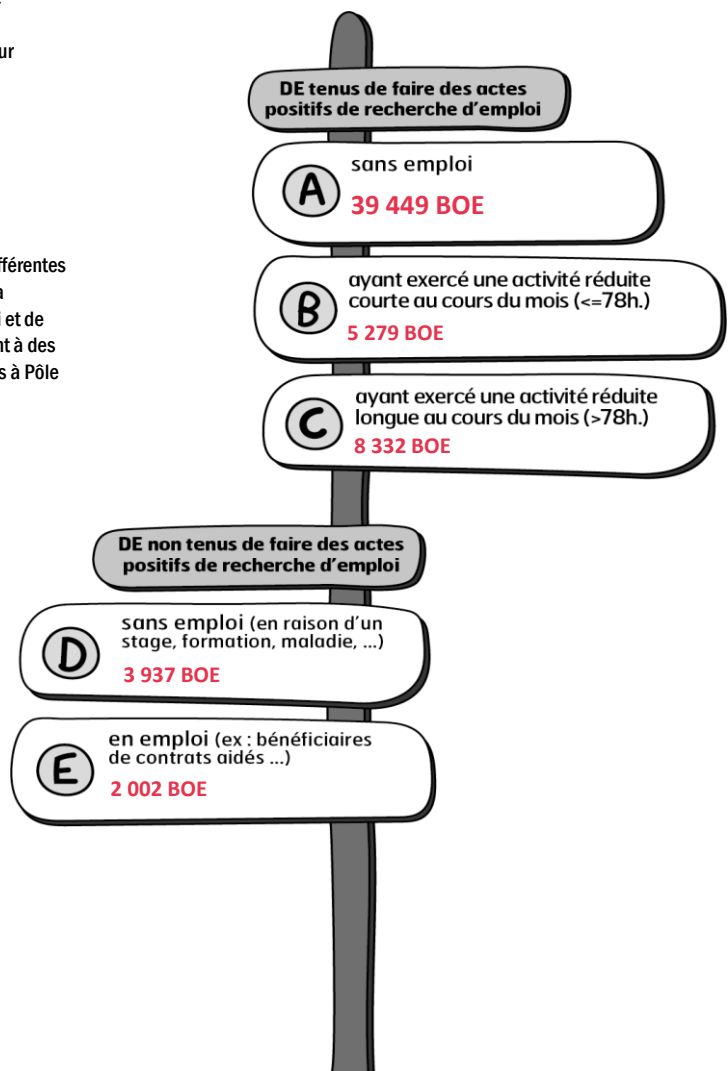 ur
DE tenus de faire des actes
positifs de recherche d'emploi
A
sans emploi
39 449 BOE
fférentes
a
i et de
nt à des
s à Pôle
B
ayant exercé une activité réduite
courte au cours du mois (<=78h.)
5 279 BOE
C
ayant exercé une activité réduite
longue au cours du mois (>78h.)
8 332 BOE
DE non tenus de faire des actes
positifs de recherche d'emploi
D
sans emploi (en raison d'un
stage, formation, maladie, ...)
3 937 BOE
E
en emploi (ex : bénéficiaires
de contrats aidés ...)
2 002 BOE